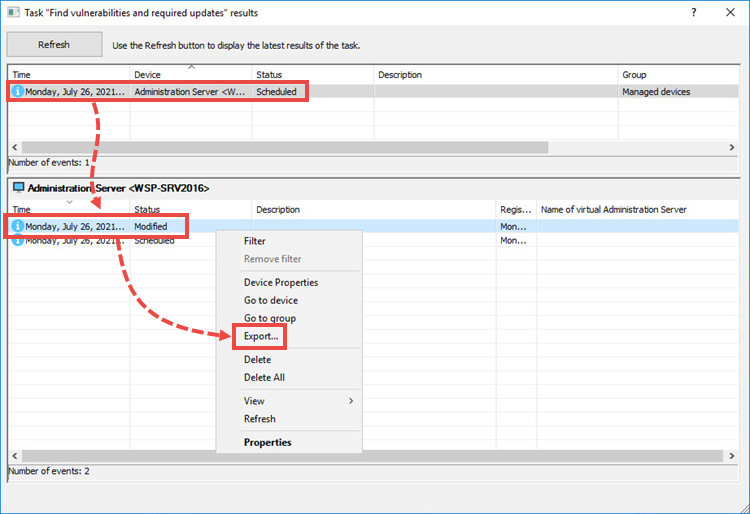 Task "Find vulnerabilities and required updates" results
Refresh Use the Refresh button to display the latest results of the task.
Time Device Status Description Group
Monday, July 26, 2021... Administration Server <W... Scheduled Managed devices
Number of events: 1
Administration Server <WSP-SRV2016>
Time Status Description Regis... Name of virtual Administration Server
Monday, July 26, 2021... Modified Mon...
Monday, July 26, 2021... Scheduled Mon...
Filter
Remove filter
Device Properties
Go to device
Go to group
Export...
Delete
Delete All
View
Refresh
Properties
Number of events: 2